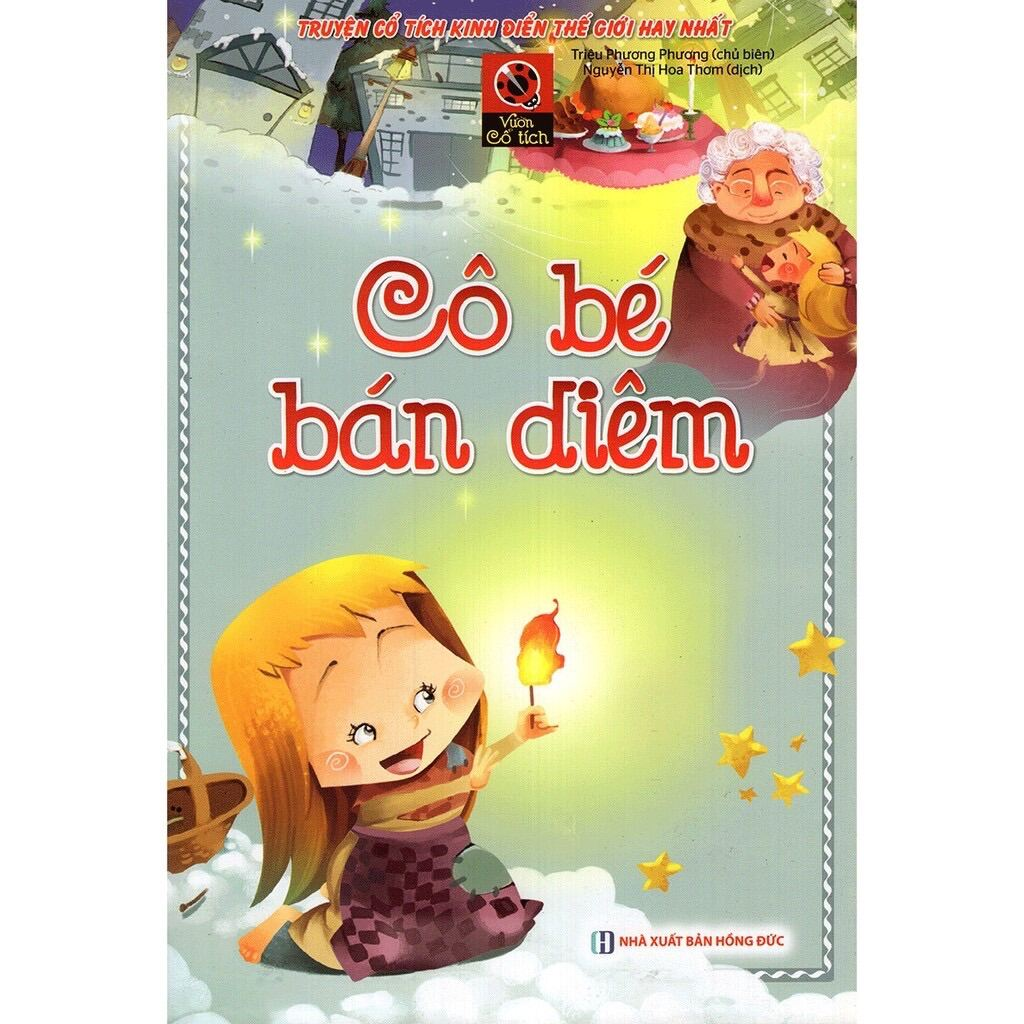 TRUYỆN CỔ TÍCH KINH ĐIỂN THẾ GIỚI HAY NHẤT
Triệu Phương Phương (chủ biên)
Nguyễn Thị Hoa Thơm (dịch)
Vườn
Cổ tích
Cô bé
bán diêm
NHÀ XUẤT BẢN HỒNG ĐỨC